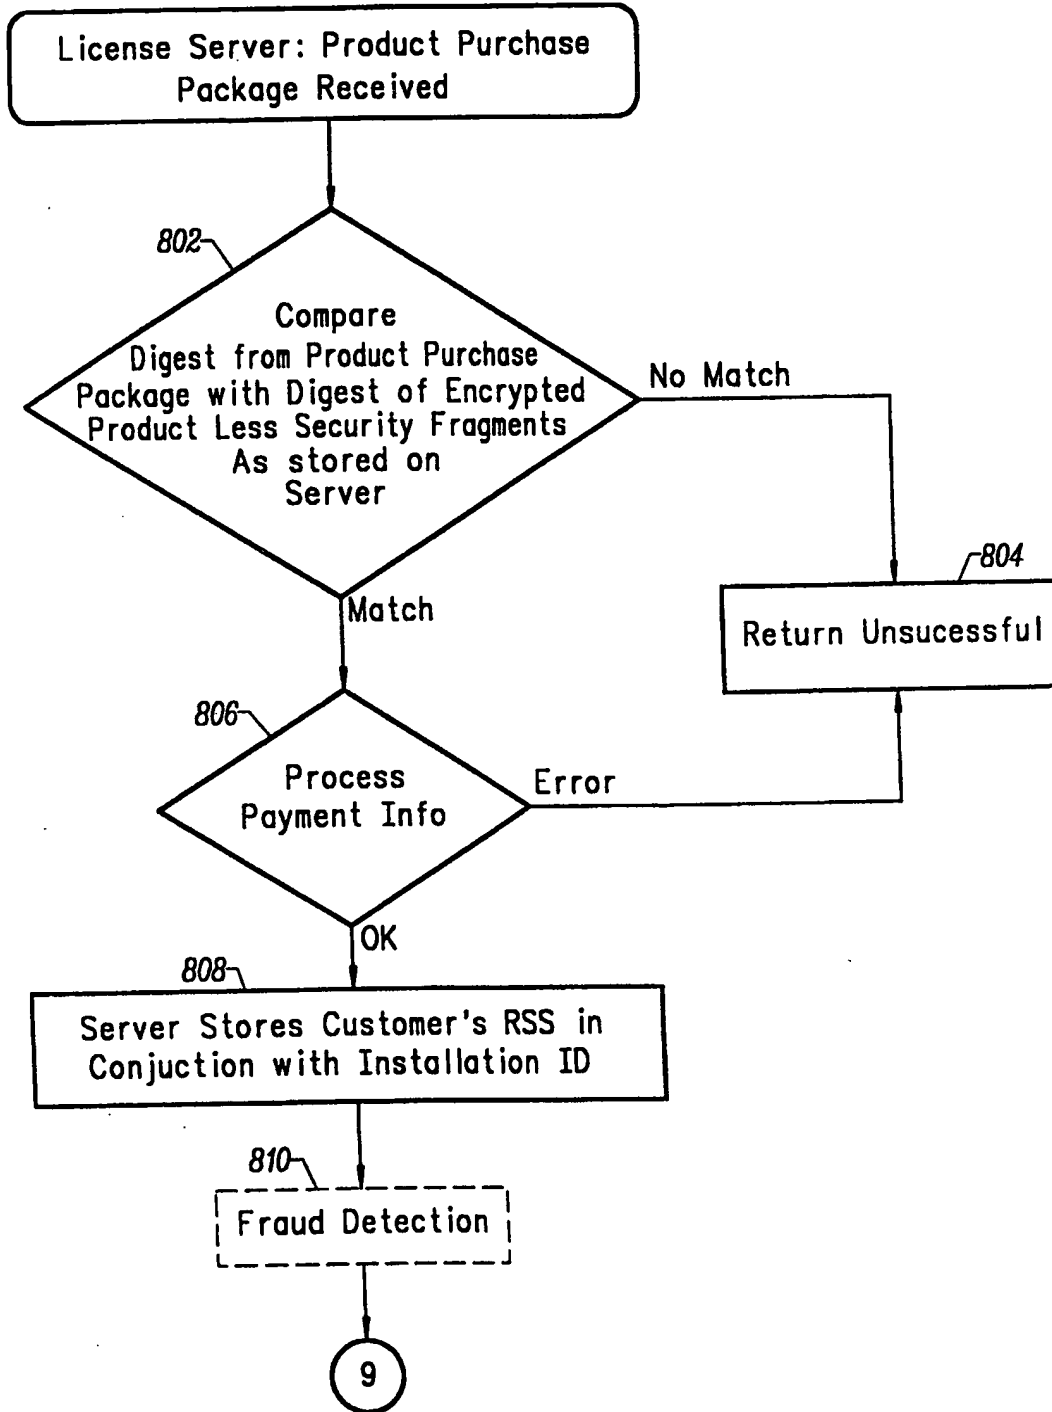 License Server: Product Purchase
Package Received
802
Compare
Digest from Product Purchase
Package with Digest of Encrypted
Product Less Security Fragments
As stored on
Server
No Match
804
Return Unsucessful
Match
806
Process
Payment Info
Error
OK
808
Server Stores Customer's RSS in
Conjuction with Installation ID
810
Fraud Detection
9